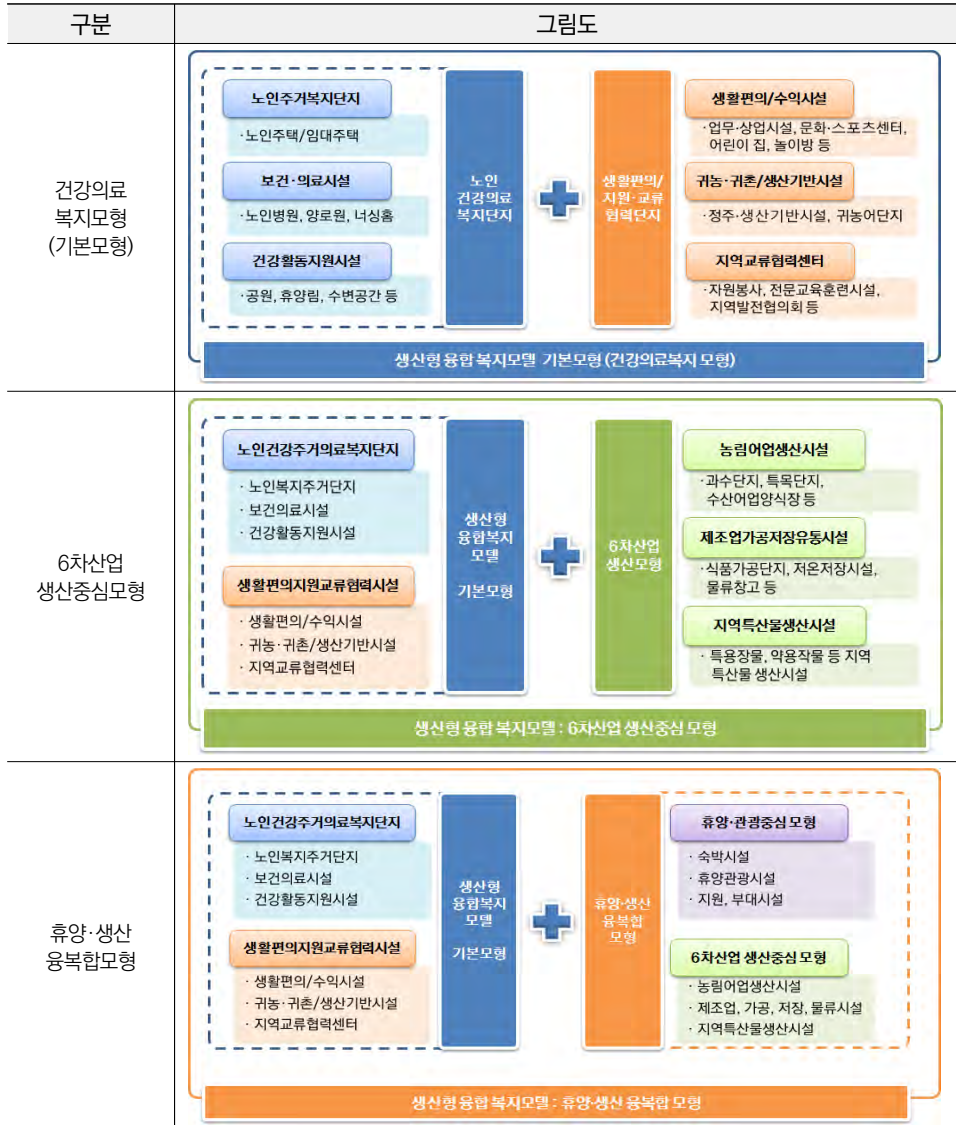 구분
그림도
건강의료
복지모형
(기본모형)
노인주거복지단지
·노인주택/임대주택
보건·의료시설
·노인병원, 양로원, 너싱홈
건강활동지원시설
·공원, 휴양림, 수변공간 등
노인
건강의료
복지단지
생활편의/
지원·교류
협력단지
생활편의/수익시설
·업무·상업시설, 문화·스포츠센터,
어린이 집, 놀이방 등
귀농·귀촌/생산기반시설
·정주·생산기반시설, 귀농어단지
지역교류협력센터
·자원봉사, 전문교육훈련시설,
지역발전협의회 등
생산형 융합 복지모델 기본모형 (건강의료복지 모형)
6차산업
생산중심모형
노인건강주거의료복지단지
· 노인복지주거단지
· 보건의료시설
· 건강활동지원시설
생활편의지원교류협력시설
· 생활편의/수익시설
· 귀농·귀촌/생산기반시설
· 지역교류협력센터
생산형
융합복지
모델
기본모형
6차산업
생산모형
농림어업생산시설
·과수단지, 특목단지,
수산어업양식장 등
제조업가공저장유통시설
·식품가공단지, 저온저장시설,
물류창고 등
지역특산물생산시설
· 특용장물, 약용작물 등 지역
특산물 생산시설
생산형 융합 복지모델 : 6차산업 생산중심 모형
휴양·생산
융복합모형
노인건강주거의료복지단지
· 노인복지주거단지
· 보건의료시설
· 건강활동지원시설
생활편의지원교류협력시설
· 생활편의/수익시설
· 귀농·귀촌/생산기반시설
· 지역교류협력센터
생산형
융합복지
모델
기본모형
휴양·생산
융복합
모형
휴양·관광중심 모형
· 숙박시설
· 휴양관광시설
· 지원, 부대시설
6차산업 생산중심 모형
· 농림어업생산시설
· 제조업, 가공, 저장, 물류시설
· 지역특산물생산시설
생산형 융합 복지모델 : 휴양·생산 융복합 모형